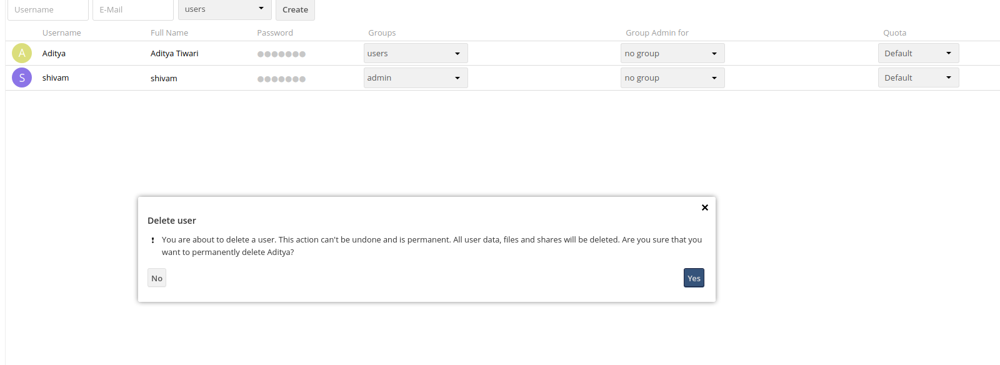 Username E-Mail users Create
Username Full Name Password Groups Group Admin for Quota
A Aditya Aditya Tiwari ●●●●●●● users no group Default
S shivam shivam ●●●●●●● admin no group Default
Delete user
You are about to delete a user. This action can't be undone and is permanent. All user data, files and shares will be deleted. Are you sure that you
want to permanently delete Aditya?
No Yes